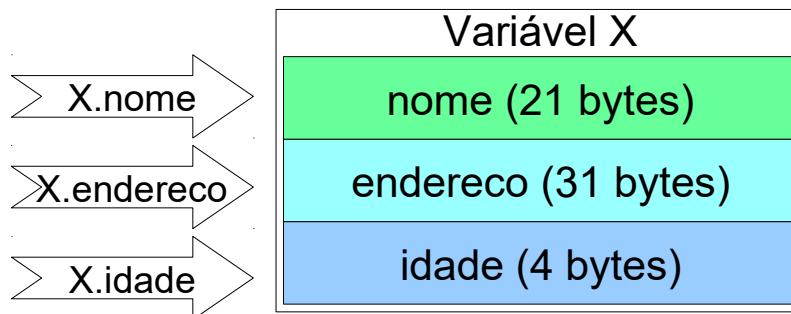 Variável X
X.nome
nome (21 bytes)
X.endereco
endereco (31 bytes)
X.idade
idade (4 bytes)